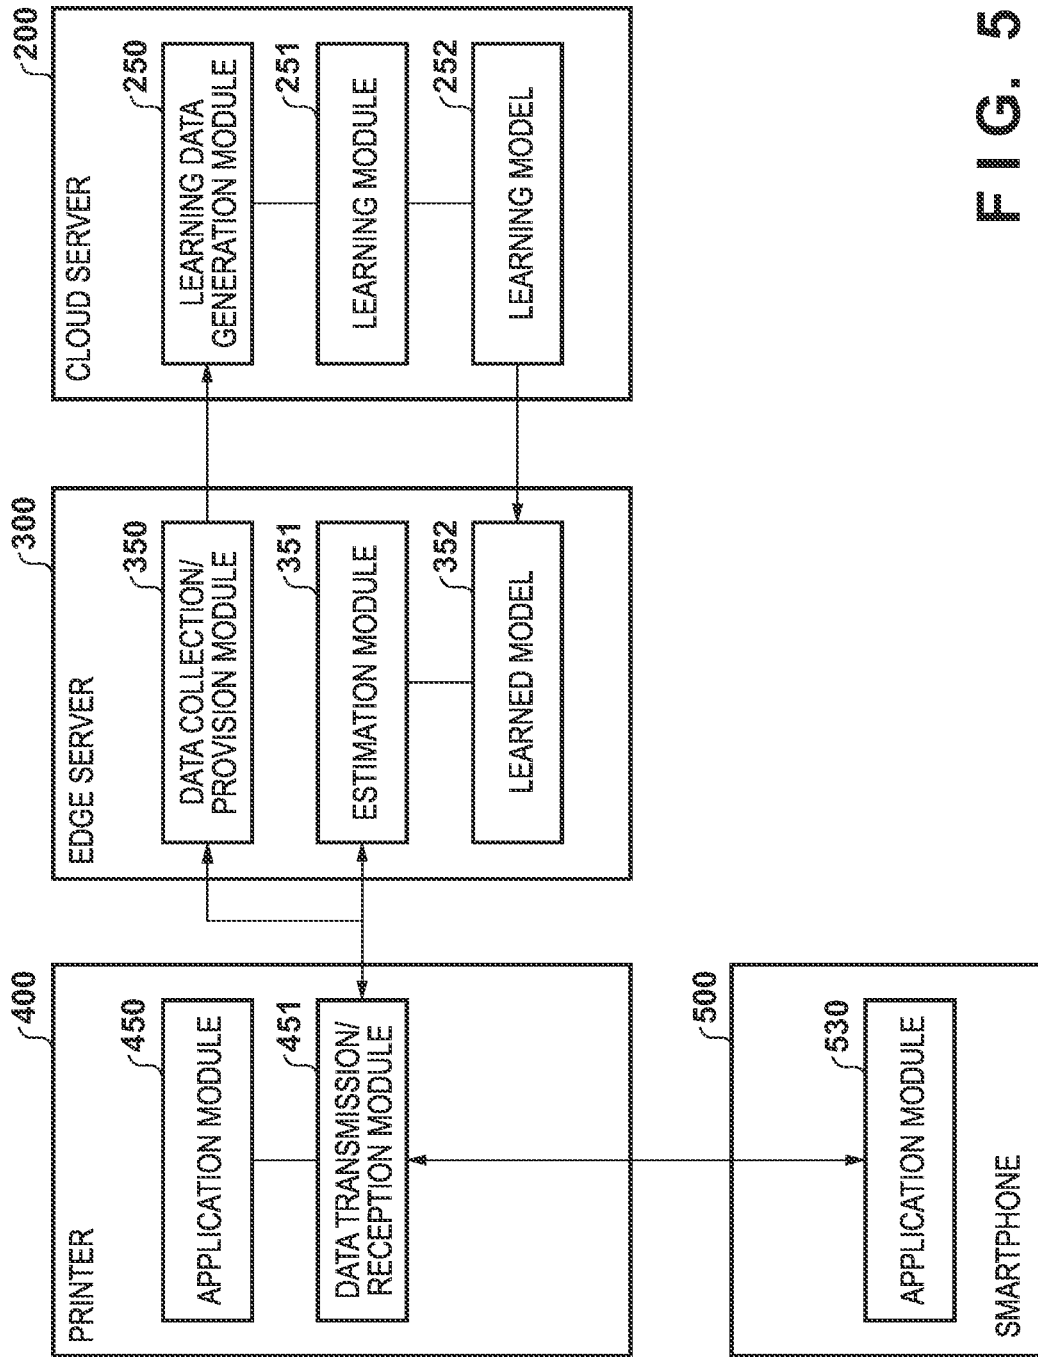 400
PRINTER
450
APPLICATION MODULE
451
DATA TRANSMISSION/
RECEPTION MODULE
300
EDGE SERVER
350
DATA COLLECTION/
PROVISION MODULE
351
ESTIMATION MODULE
352
LEARNED MODEL
200
CLOUD SERVER
250
LEARNING DATA
GENERATION MODULE
251
LEARNING MODULE
252
LEARNING MODEL
500
530
APPLICATION MODULE
SMARTPHONE
FIG. 5